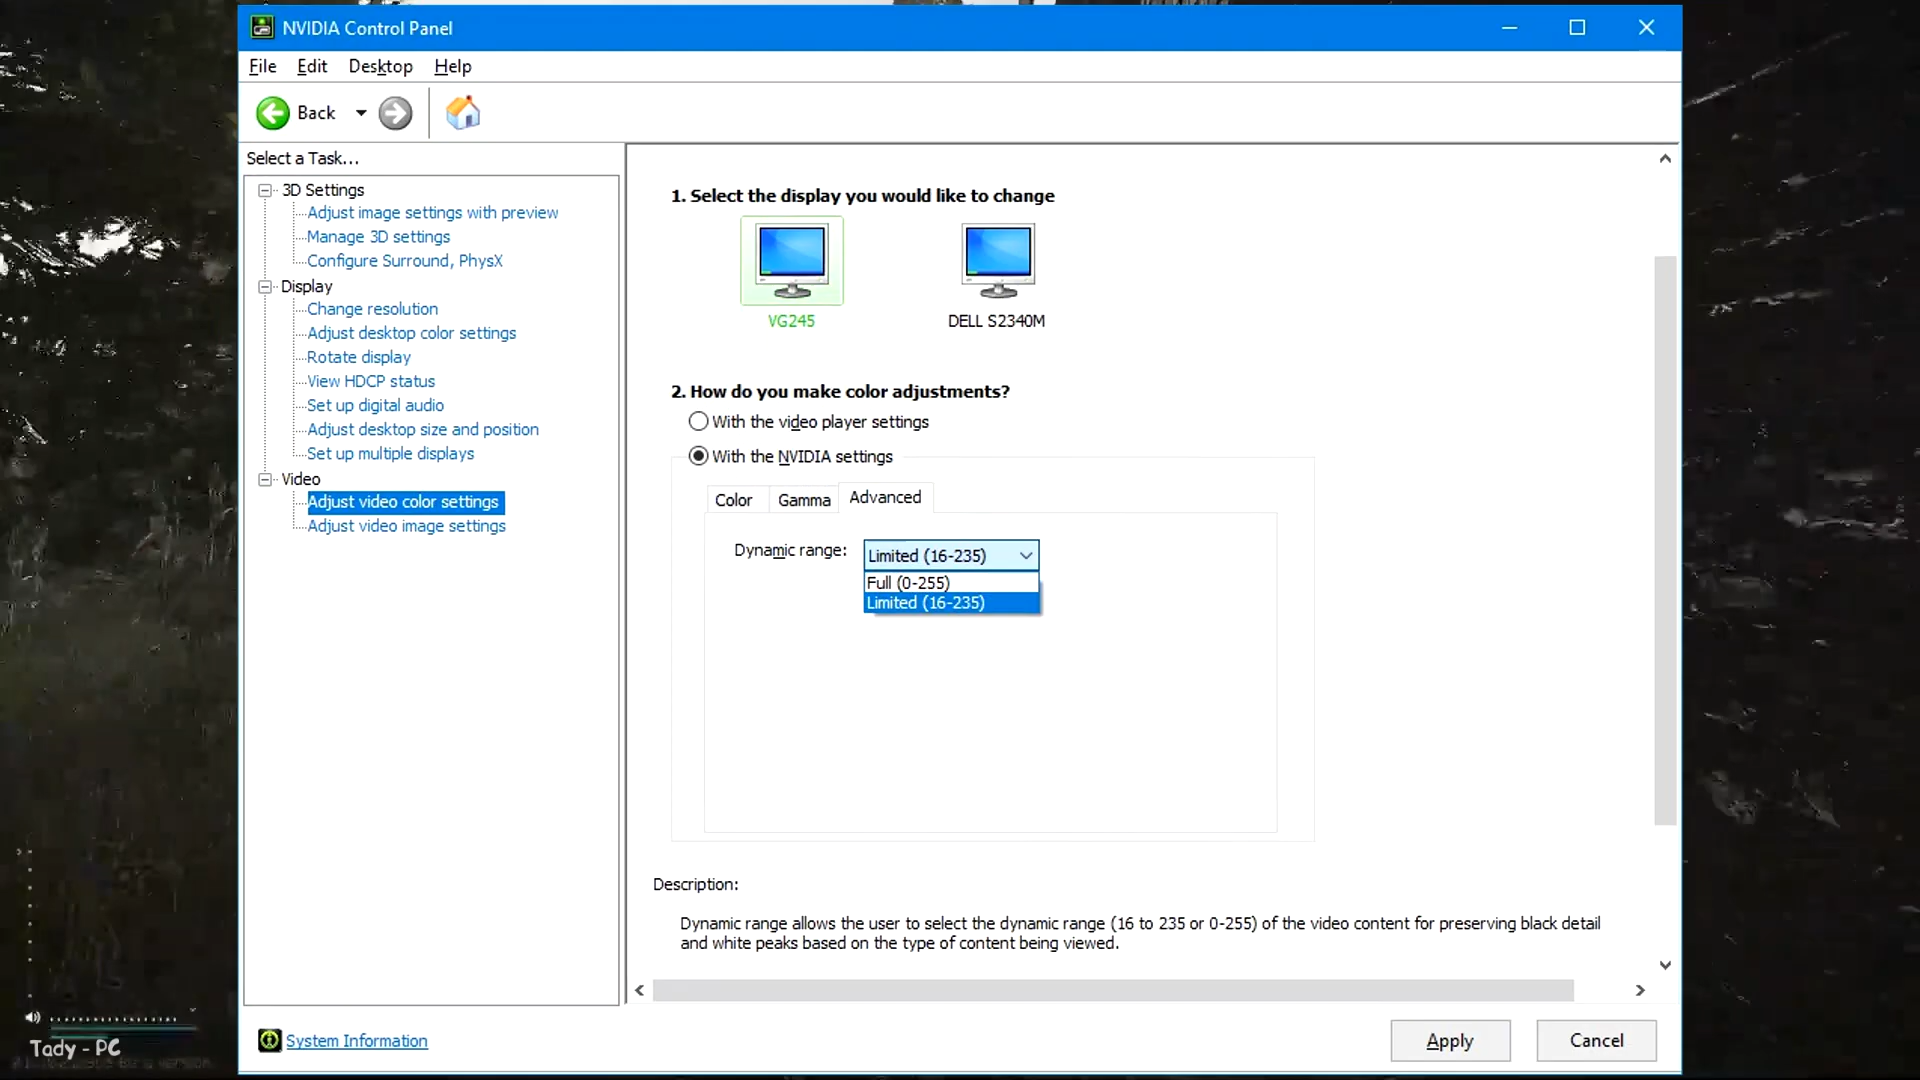 NVIDIA Control Panel
File Edit Desktop Help
Back
Select a Task...
3D Settings
Adjust image settings with preview
Manage 3D settings
Configure Surround, PhysX
Display
Change resolution
Adjust desktop color settings
Rotate display
View HDCP status
Set up digital audio
Adjust desktop size and position
Set up multiple displays
Video
Adjust video color settings
Adjust video image settings
1. Select the display you would like to change
VG245 DELL S2340M
2. How do you make color adjustments?
With the video player settings
With the NVIDIA settings
Color Gamma Advanced
Dynamic range: Limited (16-235)
Full (0-255)
Limited (16-235)
Description:
Dynamic range allows the user to select the dynamic range (16 to 235 or 0-255) of the video content for preserving black detail
and white peaks based on the type of content being viewed.
System Information
Apply Cancel
Tady - PC